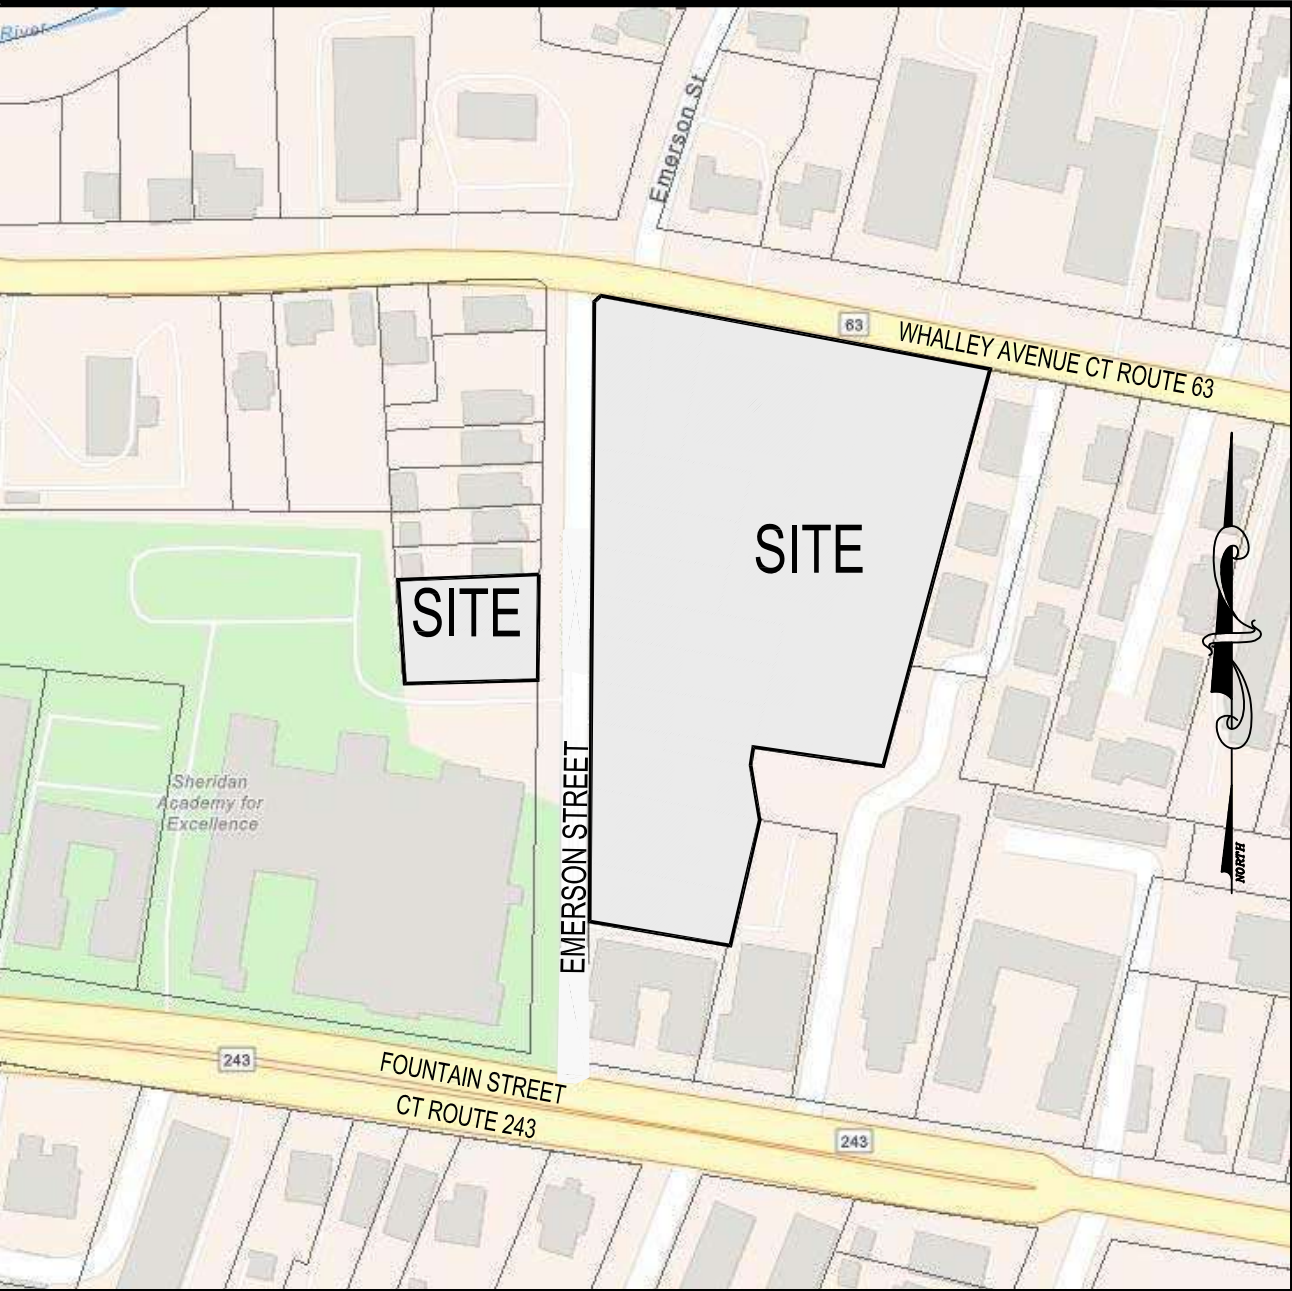 River
Emerson St
63
WHALLEY AVENUE CT ROUTE 63
SITE
SITE
EMERSON STREET
Sheridan
Academy for
Excellence
NORTH
243
FOUNTAIN STREET
CT ROUTE 243
243